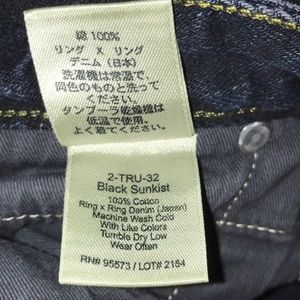 綿 100%
リング X リング
デニム (日本)
洗濯機は常温で、
同色のものと洗って
ください。
タンブーラ乾燥機は
低温で使用。
よくはいてください。
2-TRU-32
Black Sunkist
100% Cotton
Ring x Ring Denim (Japan)
Machine Wash Cold
With Like Colors
Tumble Dry Low
Wear Often
RN# 95573 / LOT# 2154